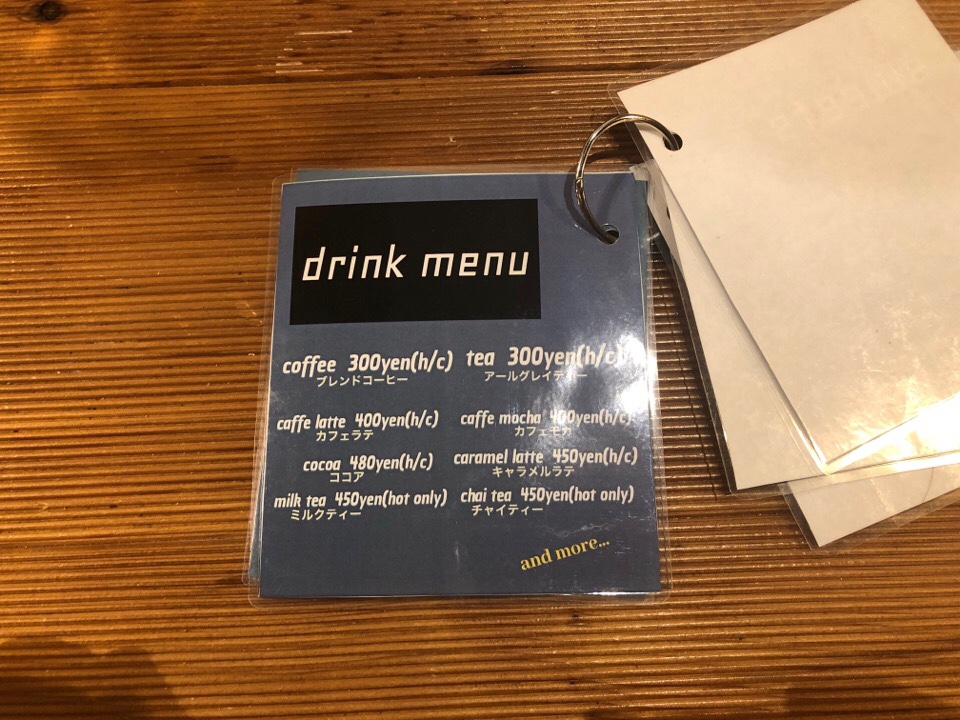 drink menu
coffee 300yen(h/c)
ブレンドコーヒー
tea 300yen(h/c)
アールグレイティー
caffe latte 400yen(h/c)
カフェラテ
caffe mocha 400yen(h/c)
カフェモカ
cocoa 480yen(h/c)
ココア
caramel latte 450yen(h/c)
キャラメルラテ
milk tea 450yen(hot only)
ミルクティー
chai tea 450yen(hot only)
チャイティー
and more...